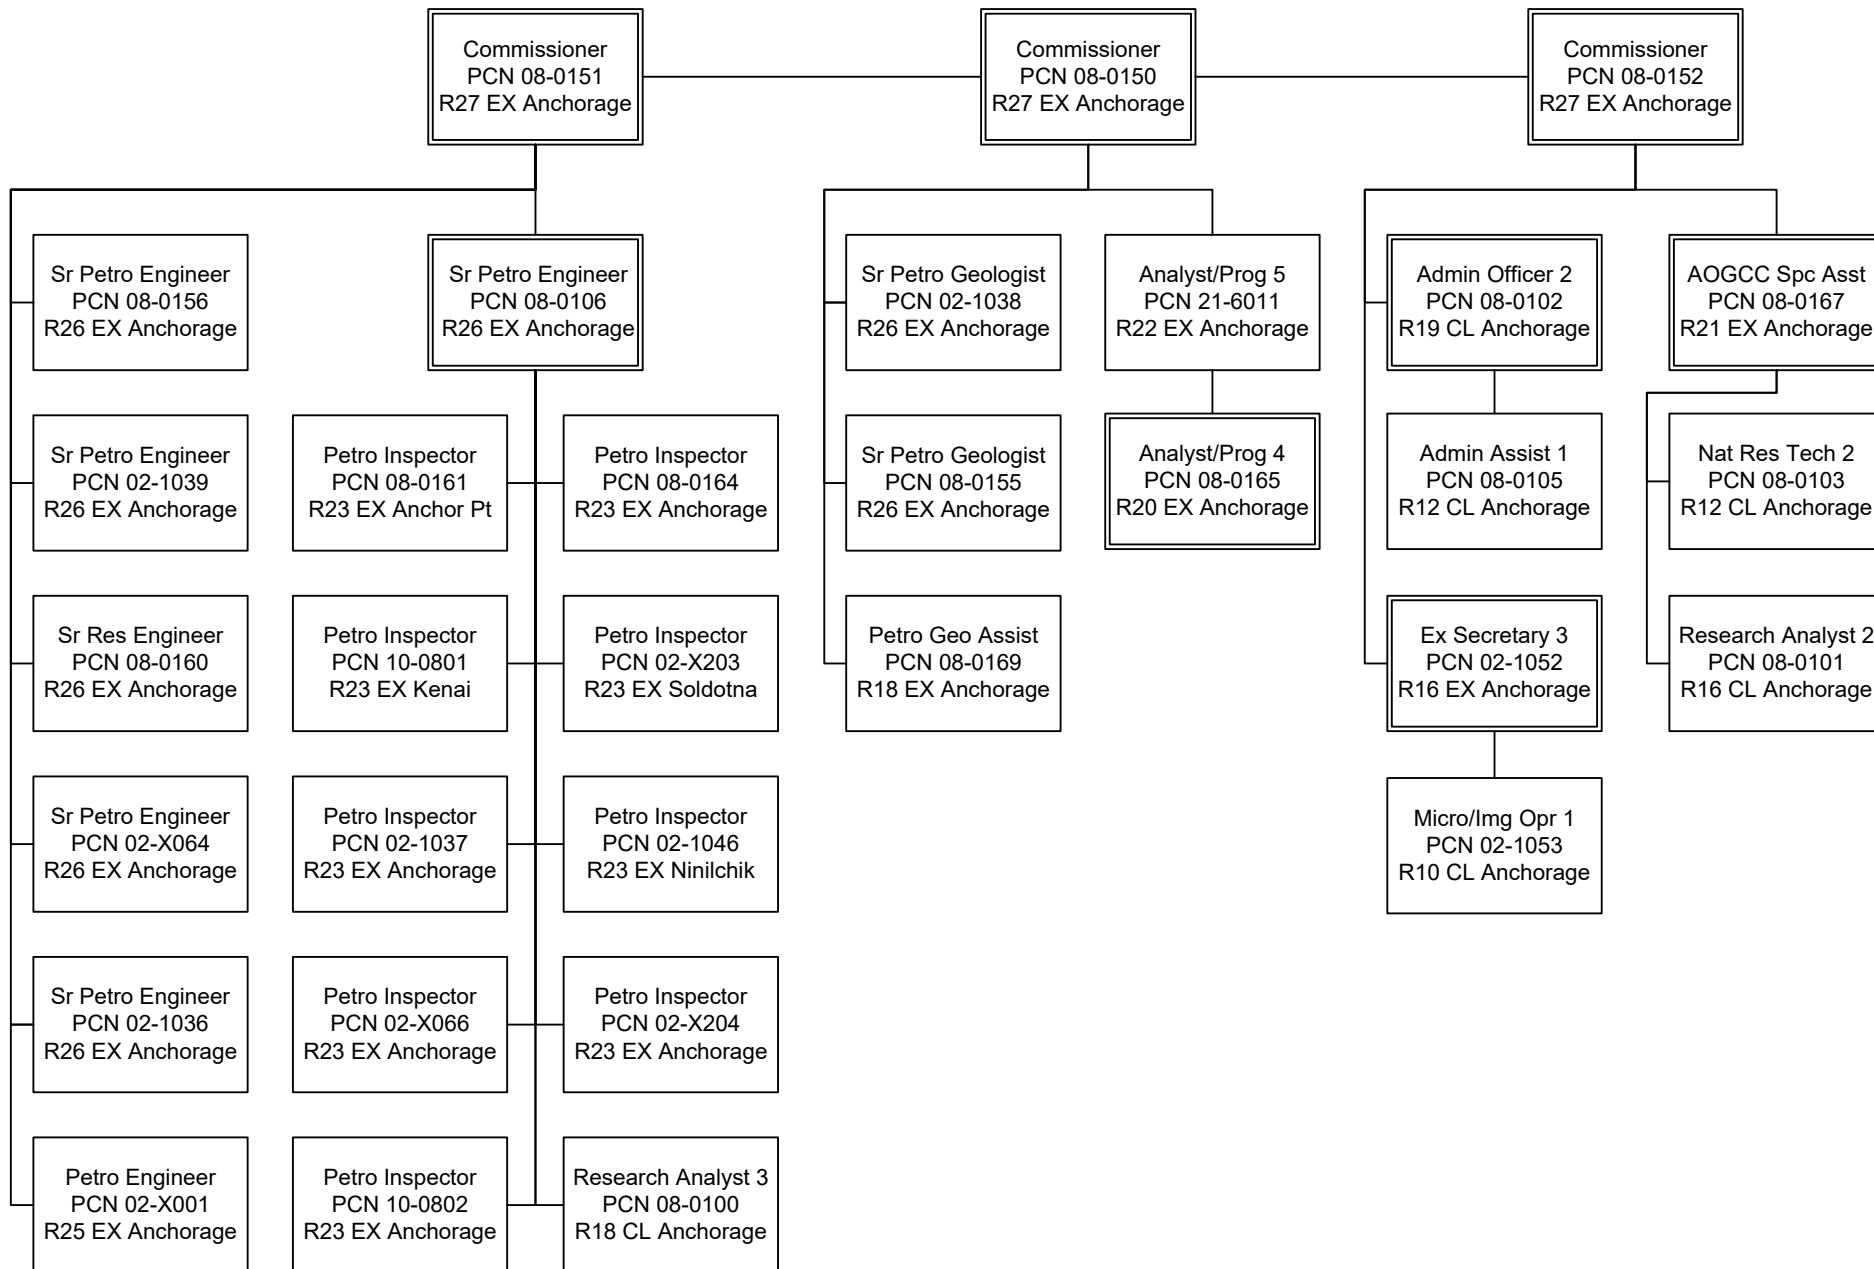 Commissioner
PCN 08-0151
R27 EX Anchorage
Commissioner
PCN 08-0150
R27 EX Anchorage
Commissioner
PCN 08-0152
R27 EX Anchorage
Sr Petro Engineer
PCN 08-0156
R26 EX Anchorage
Sr Petro Engineer
PCN 08-0106
R26 EX Anchorage
Sr Petro Geologist
PCN 02-1038
R26 EX Anchorage
Analyst/Prog 5
PCN 21-6011
R22 EX Anchorage
Admin Officer 2
PCN 08-0102
R19 CL Anchorage
AOGCC Spc Asst
PCN 08-0167
R21 EX Anchorage
Sr Petro Engineer
PCN 02-1039
R26 EX Anchorage
Petro Inspector
PCN 08-0161
R23 EX Anchor Pt
Petro Inspector
PCN 08-0164
R23 EX Anchorage
Sr Petro Geologist
PCN 08-0155
R26 EX Anchorage
Analyst/Prog 4
PCN 08-0165
R20 EX Anchorage
Admin Assist 1
PCN 08-0105
R12 CL Anchorage
Nat Res Tech 2
PCN 08-0103
R12 CL Anchorage
Sr Res Engineer
PCN 08-0160
R26 EX Anchorage
Petro Inspector
PCN 10-0801
R23 EX Kenai
Petro Inspector
PCN 02-X203
R23 EX Soldotna
Petro Geo Assist
PCN 08-0169
R18 EX Anchorage
Ex Secretary 3
PCN 02-1052
R16 EX Anchorage
Research Analyst 2
PCN 08-0101
R16 CL Anchorage
Sr Petro Engineer
PCN 02-X064
R26 EX Anchorage
Petro Inspector
PCN 02-1037
R23 EX Anchorage
Petro Inspector
PCN 02-1046
R23 EX Ninilchik
Micro/Img Opr 1
PCN 02-1053
R10 CL Anchorage
Sr Petro Engineer
PCN 02-1036
R26 EX Anchorage
Petro Inspector
PCN 02-X066
R23 EX Anchorage
Petro Inspector
PCN 02-X204
R23 EX Anchorage
Petro Engineer
PCN 02-X001
R25 EX Anchorage
Petro Inspector
PCN 10-0802
R23 EX Anchorage
Research Analyst 3
PCN 08-0100
R18 CL Anchorage